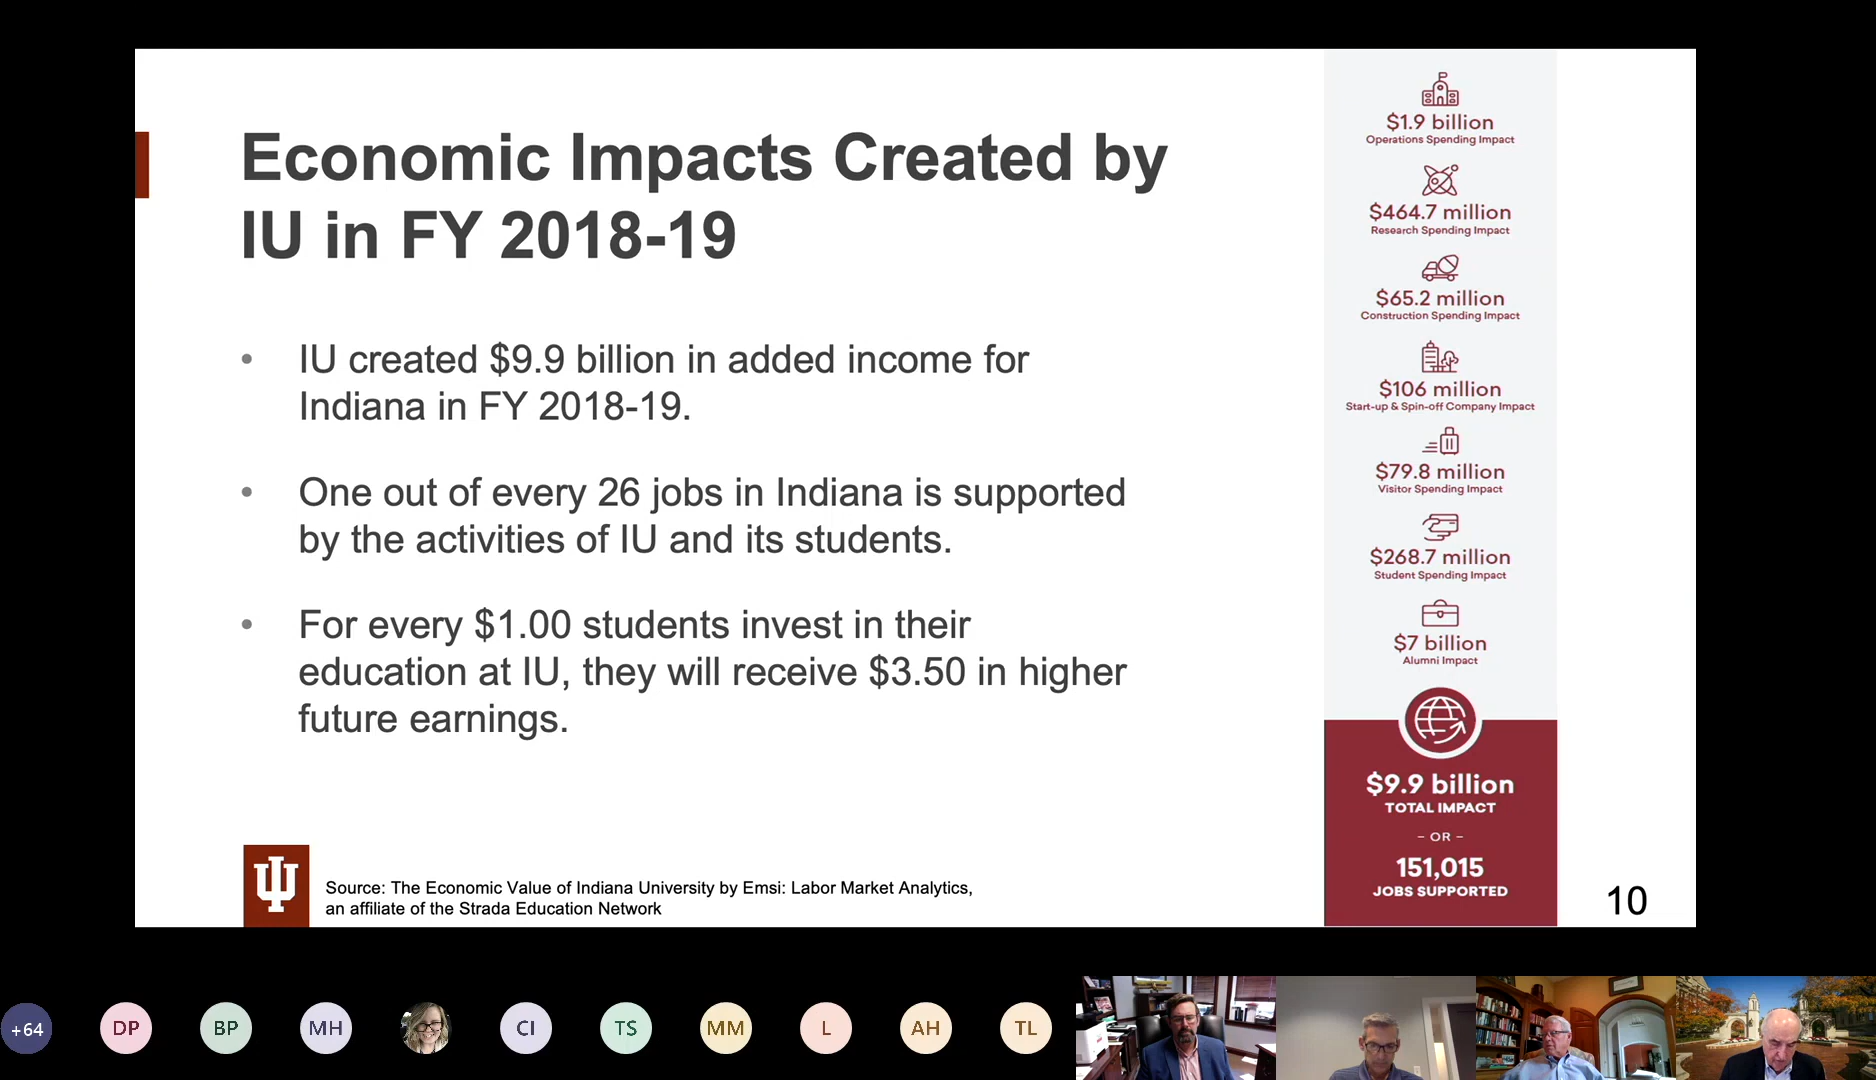 Economic Impacts Created by
IU in FY 2018-19
• IU created $9.9 billion in added income for
Indiana in FY 2018-19.
• One out of every 26 jobs in Indiana is supported
by the activities of IU and its students.
• For every $1.00 students invest in their
education at IU, they will receive $3.50 in higher
future earnings.
Source: The Economic Value of Indiana University by Emsi: Labor Market Analytics,
an affiliate of the Strada Education Network
$1.9 billion
Operations Spending Impact
$464.7 million
Research Spending Impact
$65.2 million
Construction Spending Impact
$106 million
Start-up & Spin-off Company Impact
$79.8 million
Visitor Spending Impact
$268.7 million
Student Spending Impact
$7 billion
Alumni Impact
$9.9 billion
TOTAL IMPACT
– OR –
151,015
JOBS SUPPORTED
10
+64
DP
BP
MH
CI
TS
MM
L
AH
TL